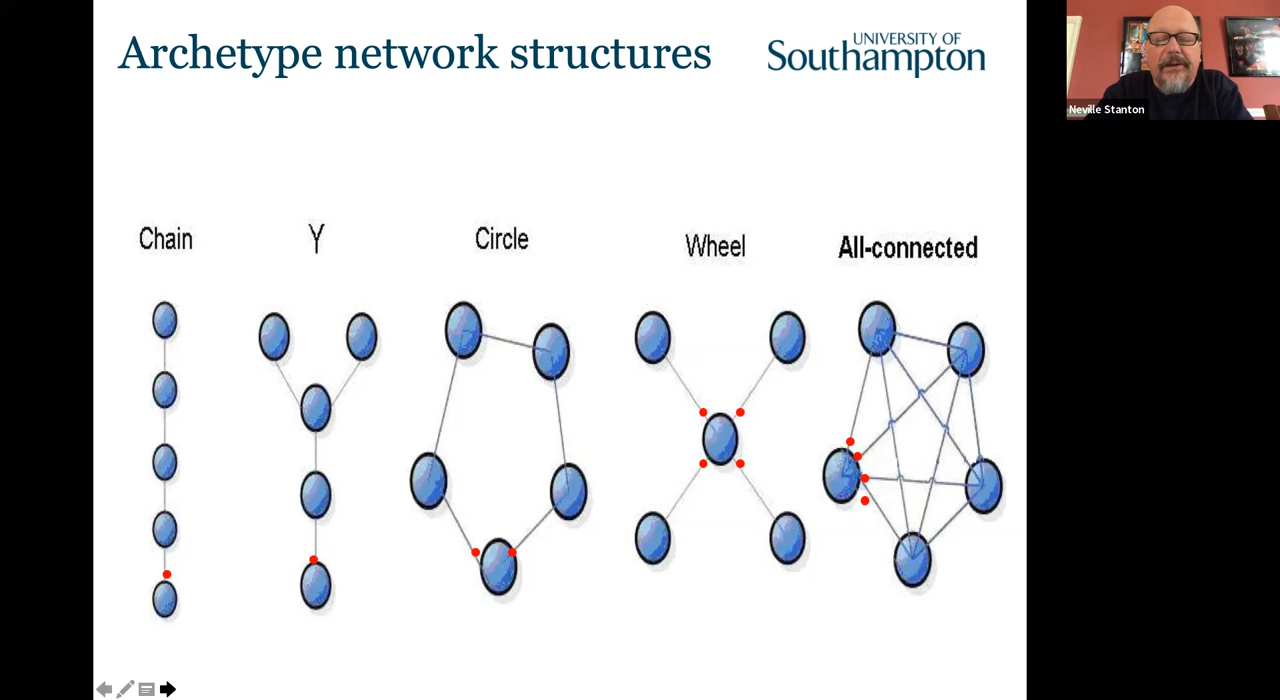 Archetype network structures
UNIVERSITY OF
Southampton
Neville Stanton
Chain
Y
Circle
Wheel
All-connected